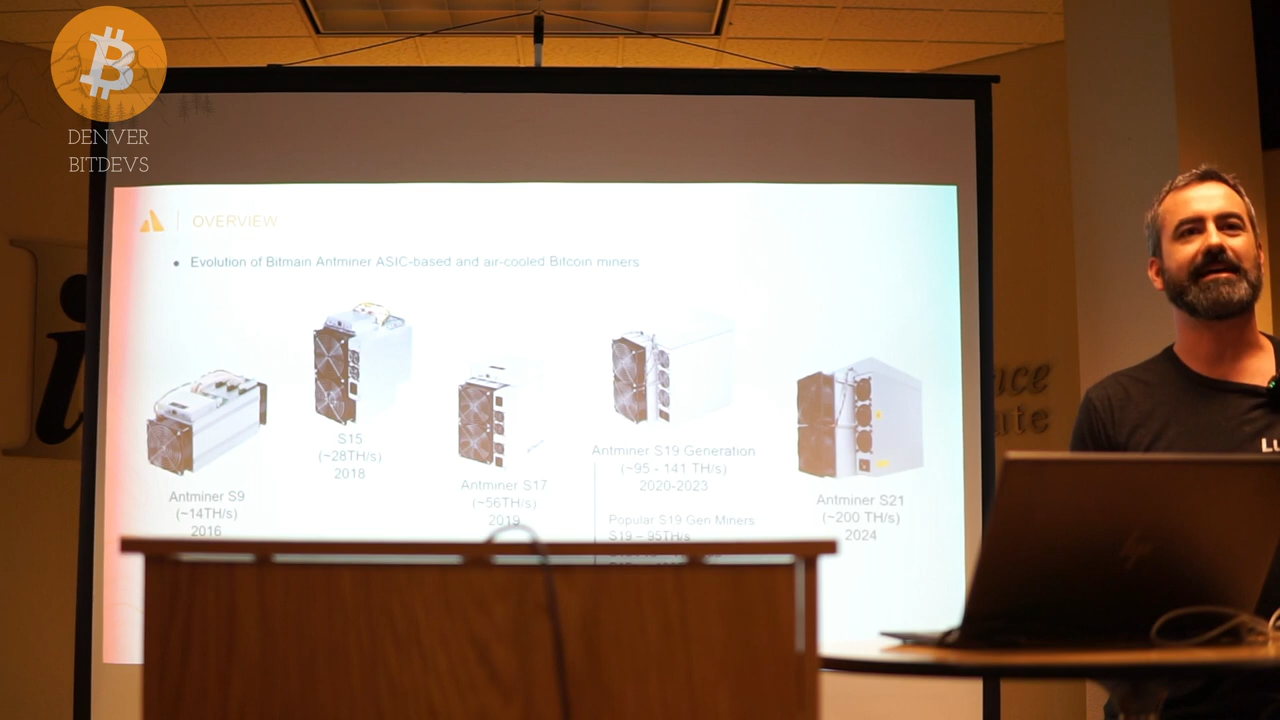 DENVER
BITDEVS
OVERVIEW
• Evolution of Bitmain Antminer ASIC-based and air-cooled Bitcoin miners
Antminer S9
(~14TH/s)
2016
S15
(~28TH/s)
2018
Antminer S17
(~56TH/s)
2019
Antminer S19 Generation
(~95 - 141 TH/s)
2020-2023
Popular S19 Gen Miners
S19 – 95TH/s
Antminer S21
(~200 TH/s)
2024